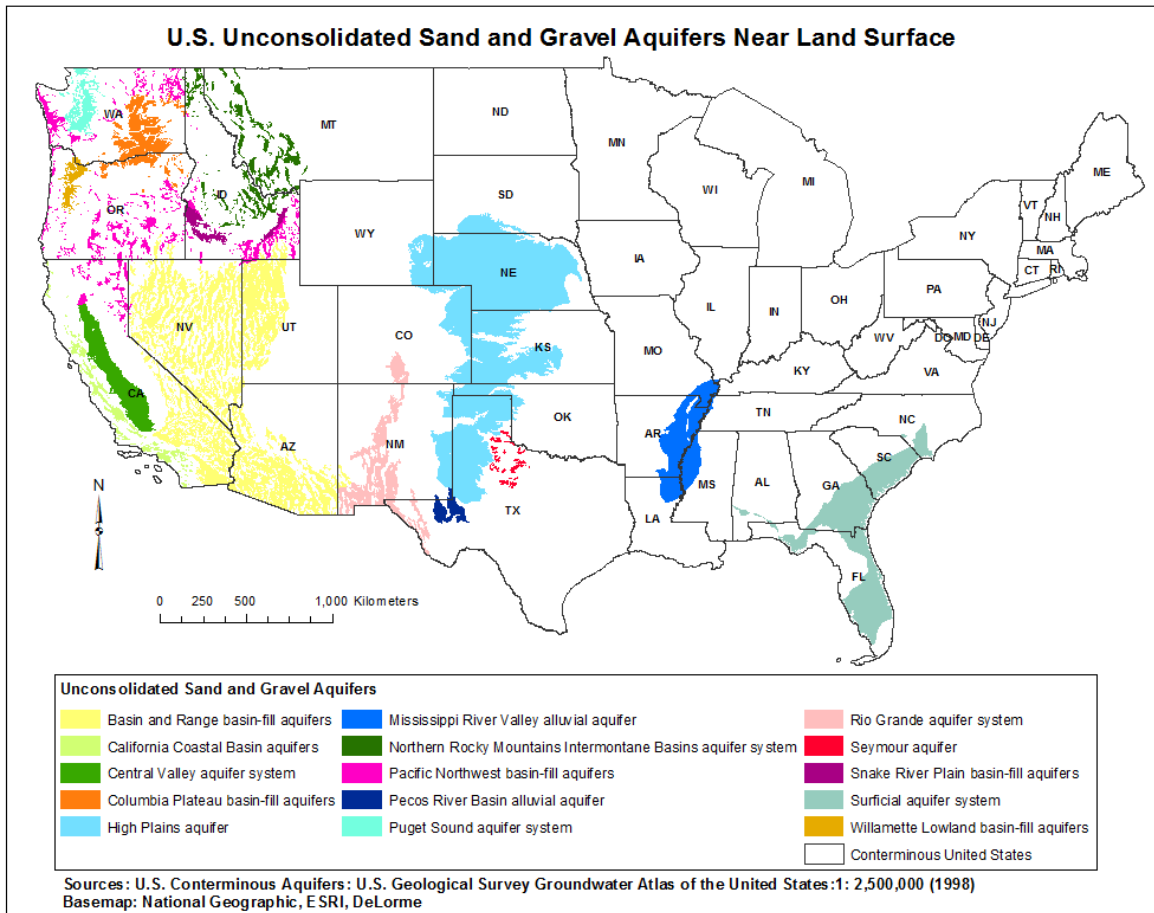 U.S. Unconsolidated Sand and Gravel Aquifers Near Land Surface
WA
MT
ND
MN
ME
OR
ID
WY
SD
WI
MI
VT
NH
NY
MA
CT
RI
NE
IA
PA
NV
UT
CO
KS
IL
IN
OH
NJ
MD
DE
DC
WV
VA
MO
KY
CA
AZ
NM
OK
AR
TN
NC
SC
TX
LA
MS
AL
GA
FL
N
0 250 500 1,000 Kilometers
Unconsolidated Sand and Gravel Aquifers
Basin and Range basin-fill aquifers
California Coastal Basin aquifers
Central Valley aquifer system
Columbia Plateau basin-fill aquifers
High Plains aquifer
Mississippi River Valley alluvial aquifer
Northern Rocky Mountains Intermontane Basins aquifer system
Pacific Northwest basin-fill aquifers
Pecos River Basin alluvial aquifer
Puget Sound aquifer system
Rio Grande aquifer system
Seymour aquifer
Snake River Plain basin-fill aquifers
Surficial aquifer system
Willamette Lowland basin-fill aquifers
Conterminous United States
Sources: U.S. Conterminous Aquifers: U.S. Geological Survey Groundwater Atlas of the United States:1: 2,500,000 (1998)
Basemap: National Geographic, ESRI, DeLorme